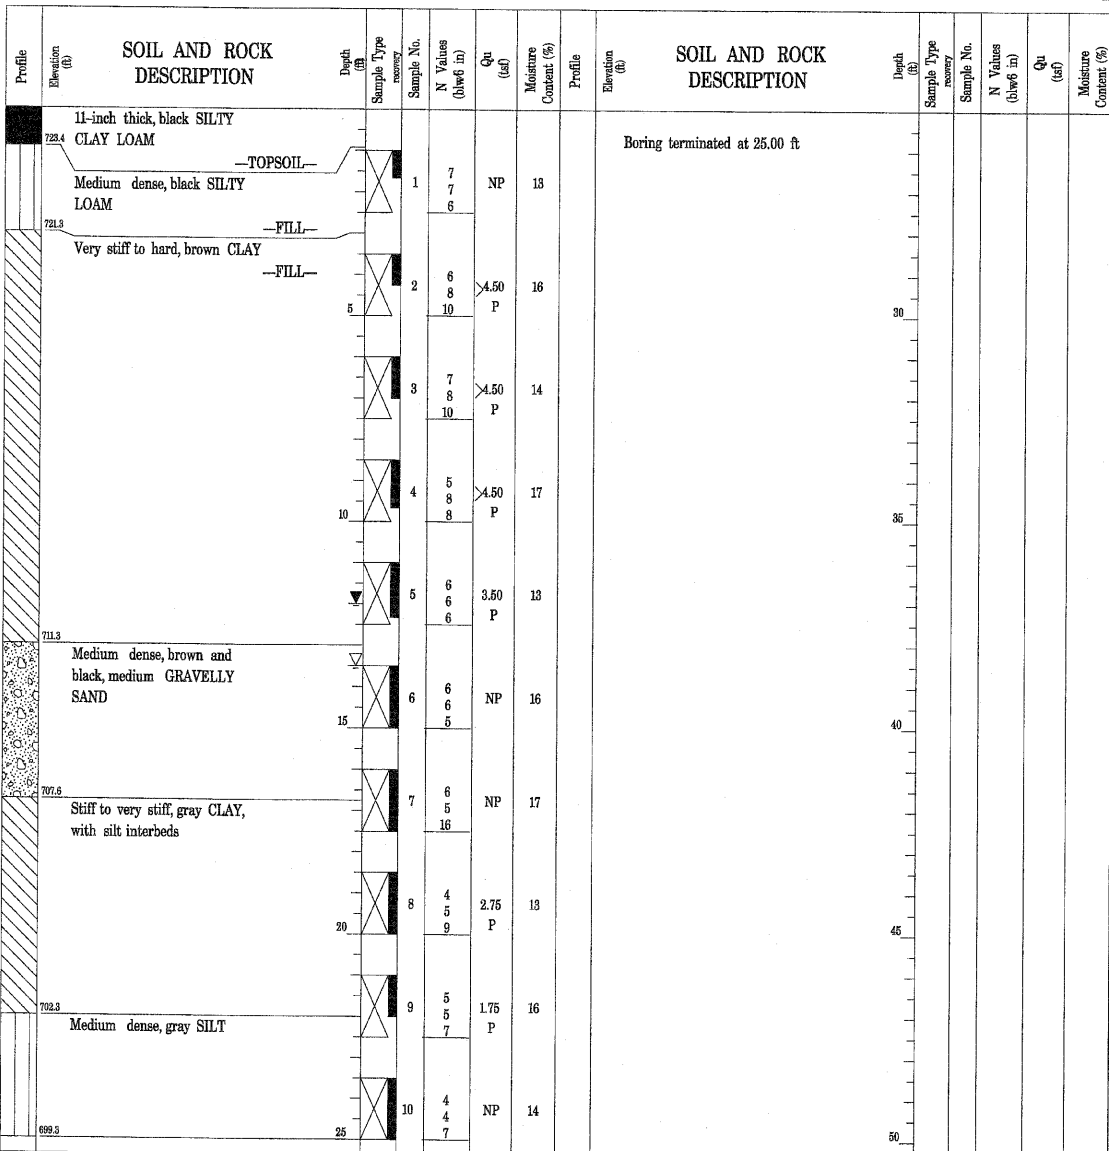 Profile
Elevation
(ft)
SOIL AND ROCK
DESCRIPTION
Depth
(ft)
Sample Type
recovery
Sample No.
N Values
(blw/6 in)
Qu
(tsf)
Moisture
Content (%)
Profile
Elevation
(ft)
SOIL AND ROCK
DESCRIPTION
Depth
(ft)
Sample Type
recovery
Sample No.
N Values
(blw/6 in)
Qu
(tsf)
Moisture
Content (%)
11-inch thick, black SILTY
723.4 CLAY LOAM
---TOPSOIL---
Medium dense, black SILTY
LOAM
1
7
7
6
NP
13
721.3
---FILL---
Very stiff to hard, brown CLAY
---FILL---
2
6
8
10
>4.50
P
16
5
3
7
8
10
>4.50
P
14
4
5
8
8
>4.50
P
17
10
5
6
6
6
3.50
P
13
711.3
Medium dense, brown and
black, medium GRAVELLY
SAND
6
6
6
5
NP
16
15
707.6
7
6
5
16
NP
17
Stiff to very stiff, gray CLAY,
with silt interbeds
8
4
5
9
2.75
P
13
20
9
5
5
7
1.75
P
16
702.3
Medium dense, gray SILT
10
4
4
7
NP
14
699.3
25
Boring terminated at 25.00 ft
30
35
40
45
50